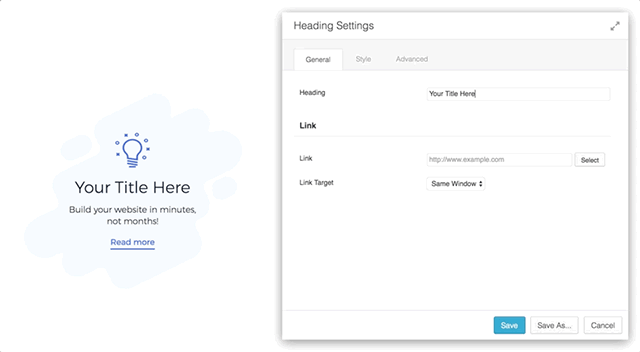 Your Title Here
Build your website in minutes,
not months!
Read more
Heading Settings
General Style Advanced
Heading Your Title Here
Link
Link http://www.example.com Select
Link Target Same Window
Save Save As... Cancel